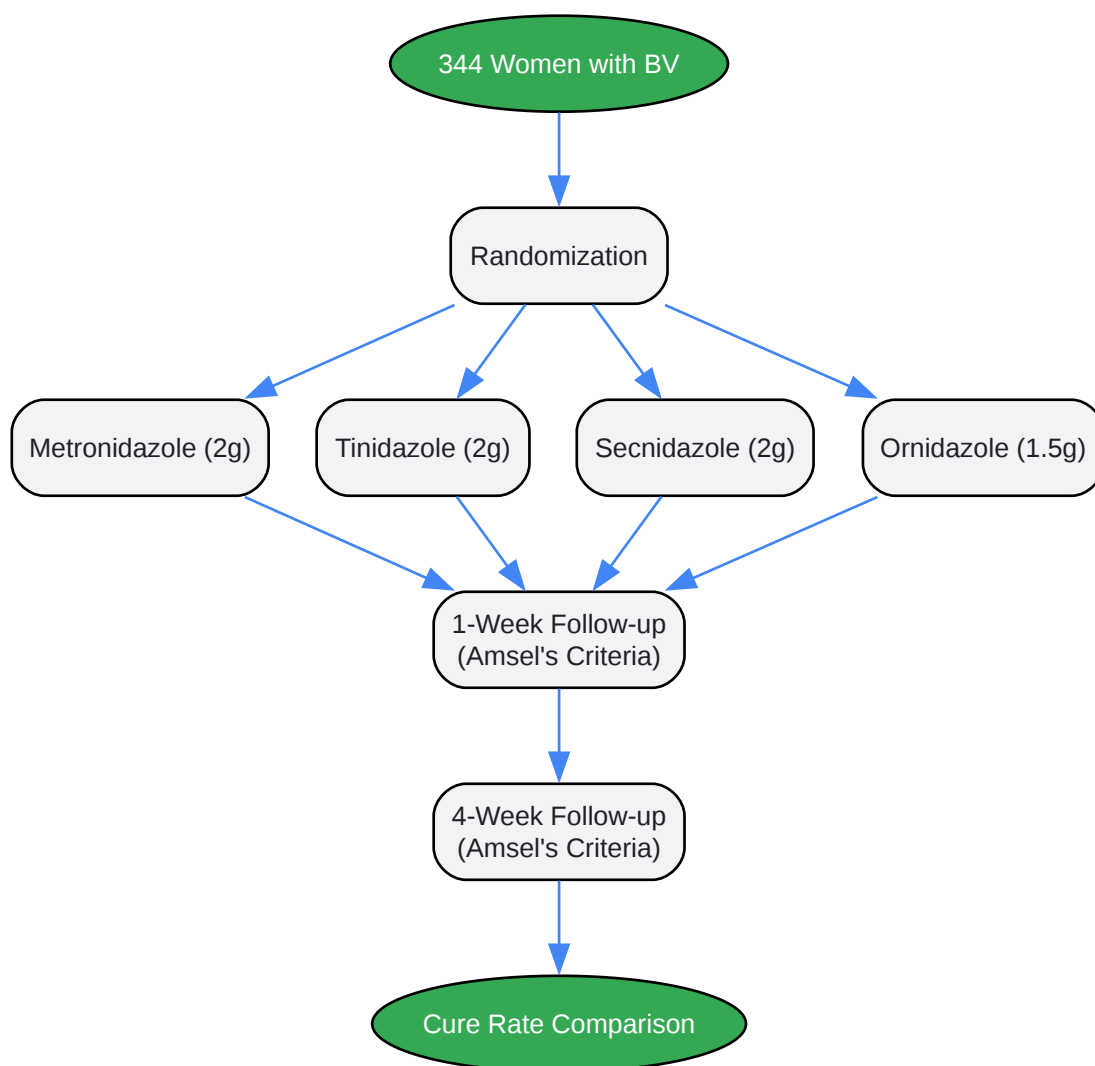 344 Women with BV
Randomization
Metronidazole (2g)
Tinidazole (2g)
Secnidazole (2g)
Ornidazole (1.5g)
1-Week Follow-up
(Amsel's Criteria)
4-Week Follow-up
(Amsel's Criteria)
Cure Rate Comparison